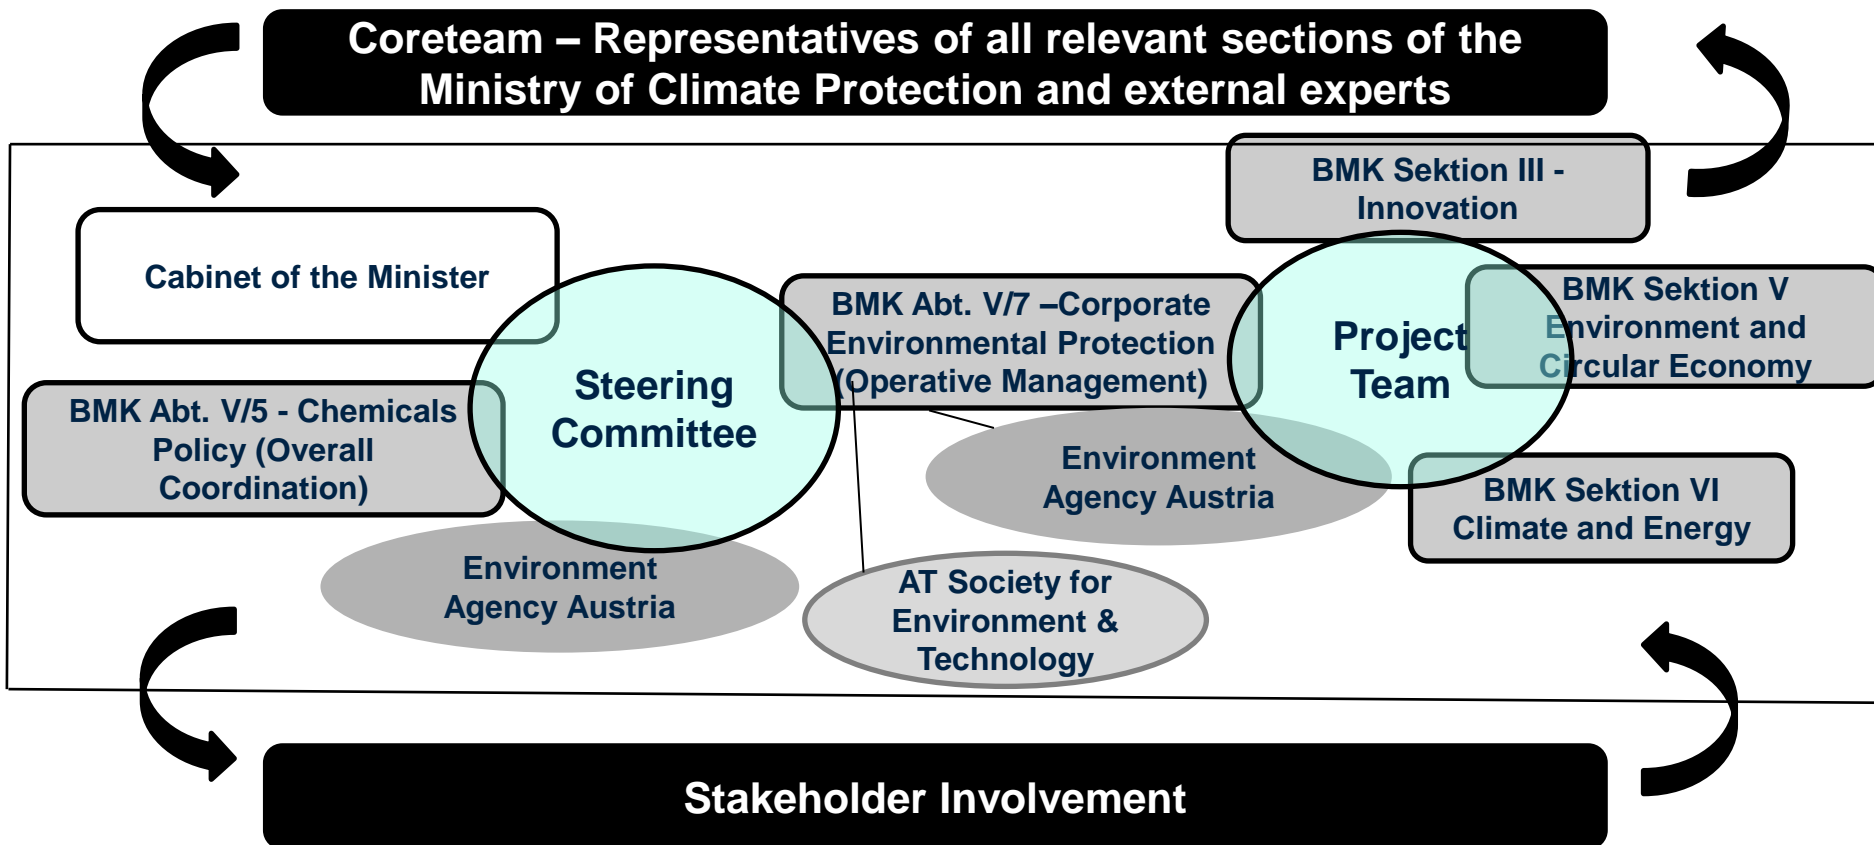 Coreteam – Representatives of all relevant sections of the
Ministry of Climate Protection and external experts
BMK Sektion III -
Innovation
Cabinet of the Minister
BMK Abt. V/7 –Corporate
Environmental Protection
(Operative Management)
BMK Sektion V
Environment and
Circular Economy
Project
Team
Steering
Committee
BMK Abt. V/5 - Chemicals
Policy (Overall
Coordination)
Environment
Agency Austria
BMK Sektion VI
Climate and Energy
Environment
Agency Austria
AT Society for
Environment &
Technology
Stakeholder Involvement